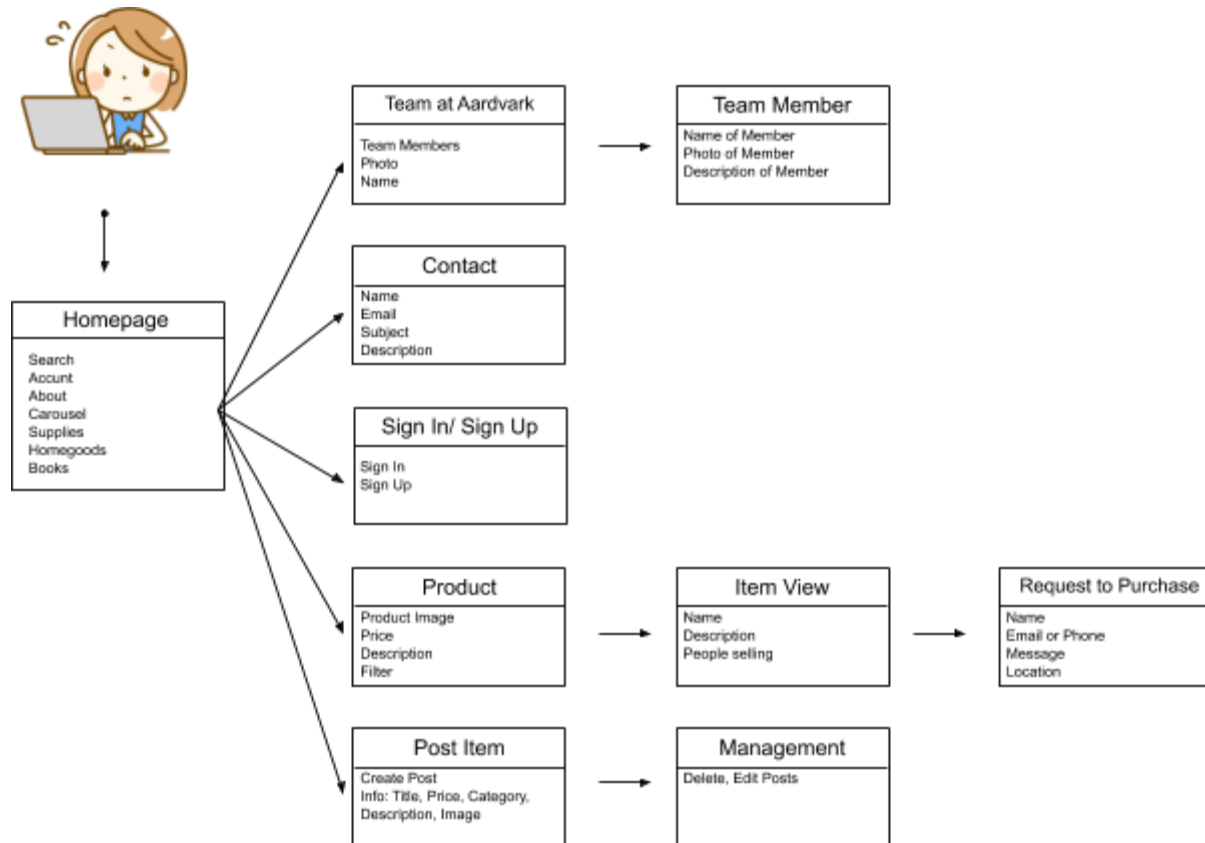 Team at Aardvark
Team Members
Photo
Name
Team Member
Name of Member
Photo of Member
Description of Member
Contact
Name
Email
Subject
Description
Homepage
Search
Accunt
About
Carousel
Supplies
Homegoods
Books
Sign In/ Sign Up
Sign In
Sign Up
Product
Product Image
Price
Description
Filter
Item View
Name
Description
People selling
Request to Purchase
Name
Email or Phone
Message
Location
Post Item
Create Post
Info: Title, Price, Category,
Description, Image
Management
Delete, Edit Posts